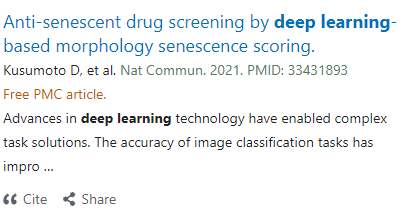 Anti-senescent drug screening by deep learning-
based morphology senescence scoring.
Kusumoto D, et al. Nat Commun. 2021. PMID: 33431893
Free PMC article.
Advances in deep learning technology have enabled complex
task solutions. The accuracy of image classification tasks has
impro ...
Cite Share